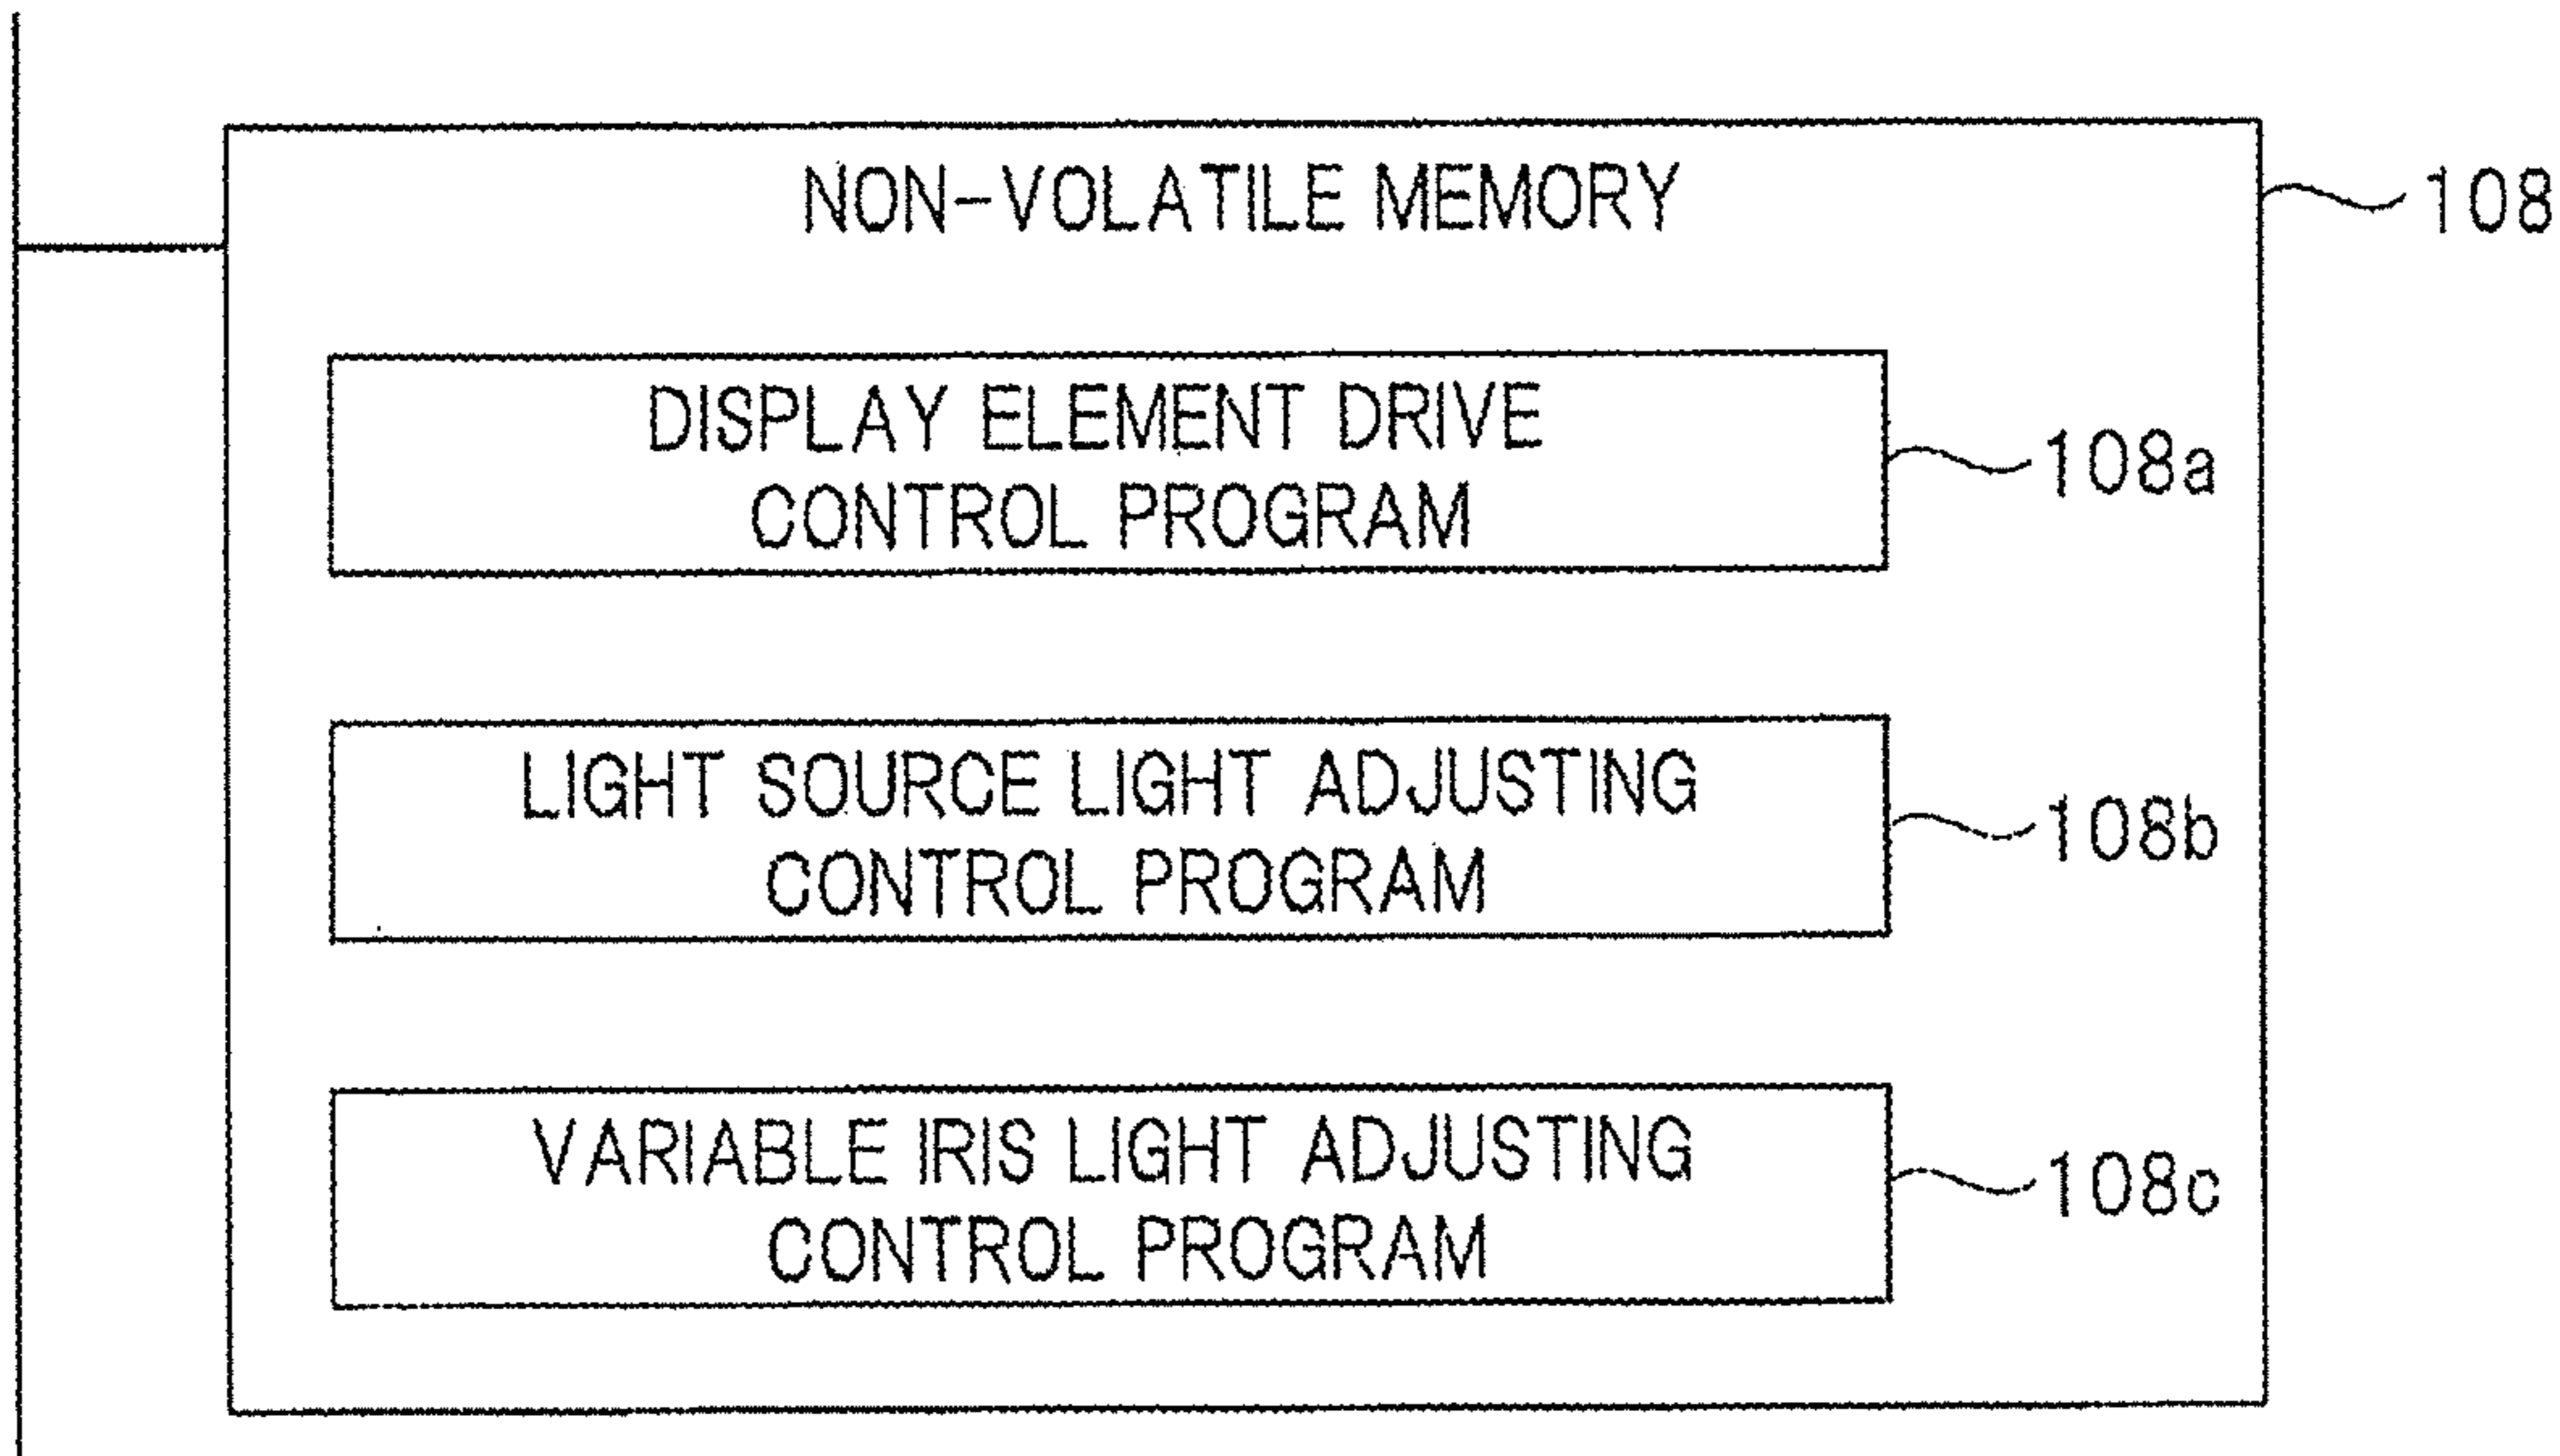 NON-VOLATILE MEMORY
108
DISPLAY ELEMENT DRIVE
CONTROL PROGRAM
108a
LIGHT SOURCE LIGHT ADJUSTING
CONTROL PROGRAM
108b
VARIABLE IRIS LIGHT ADJUSTING
CONTROL PROGRAM
108c